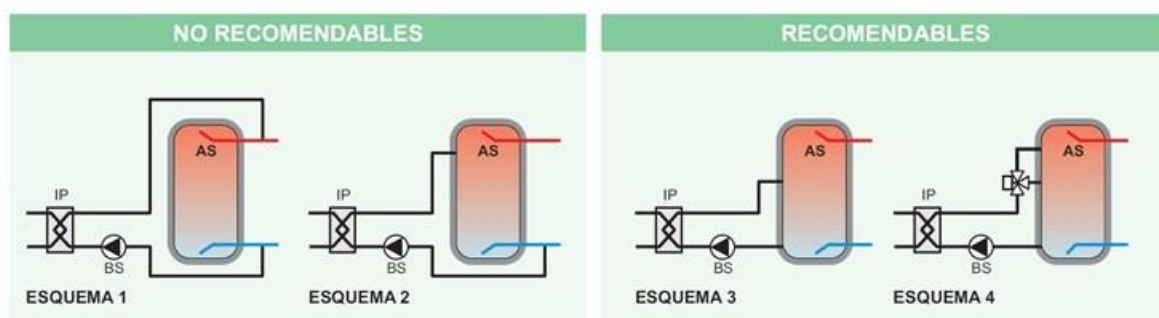 NO RECOMENDABLES
AS
IP
BS
ESQUEMA 1
AS
IP
BS
ESQUEMA 2
RECOMENDABLES
AS
IP
BS
ESQUEMA 3
AS
IP
BS
ESQUEMA 4